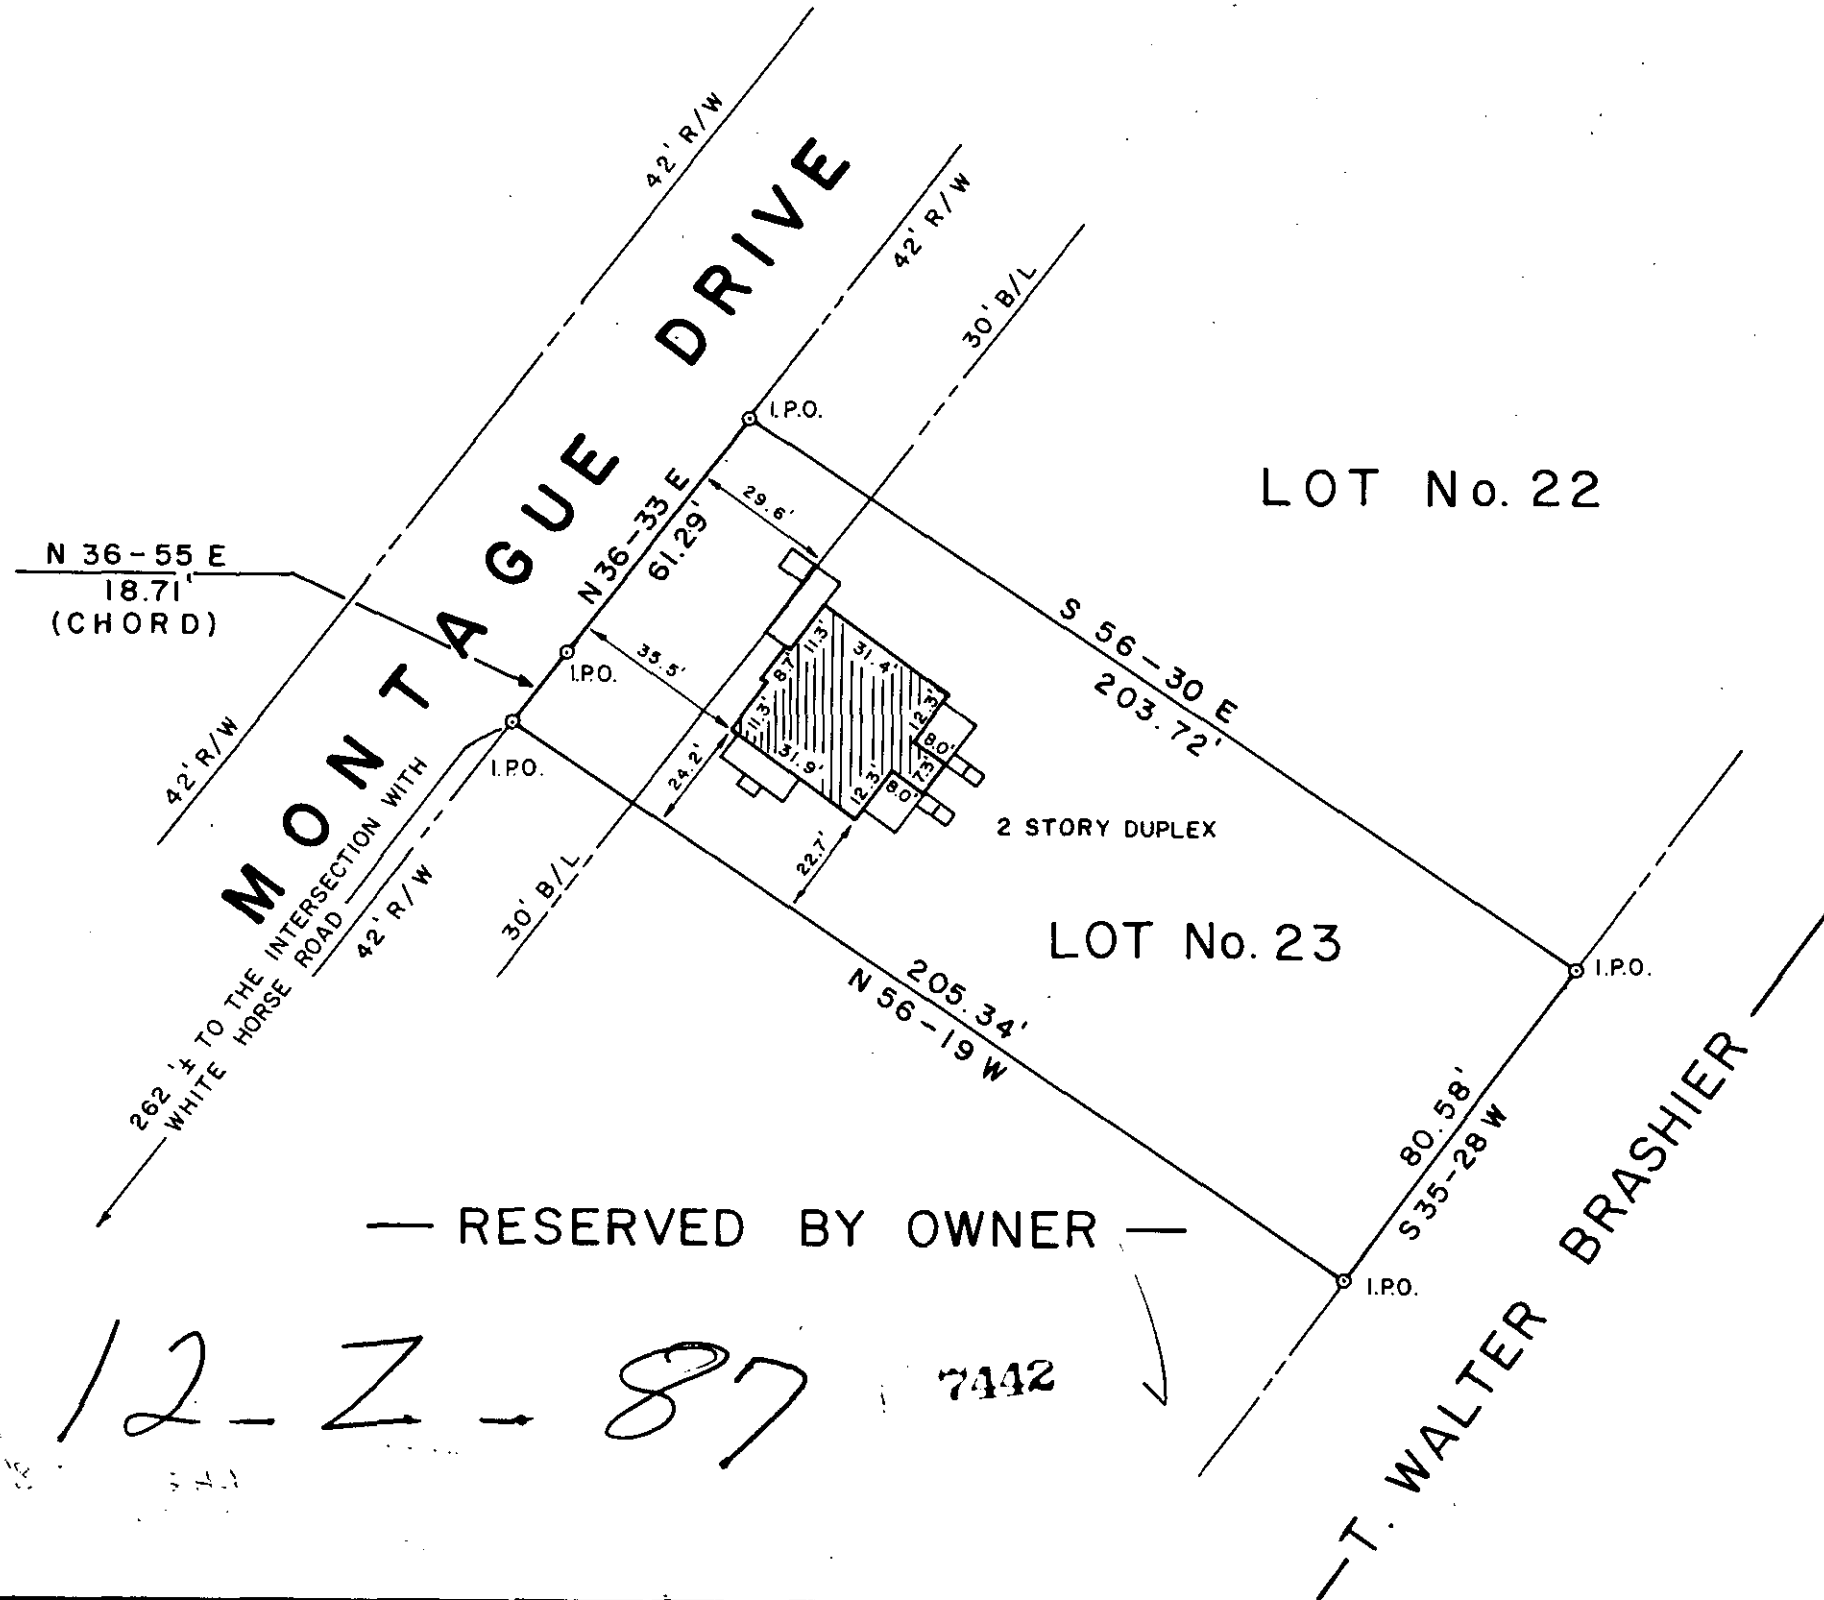 42' R/W
MONTAGUE DRIVE
42' R/W
30' B/L
I.P.O.
LOT No. 22
29.6'
N 36-33 E
61.29'
N 36-55 E
18.71'
(CHORD)
I.P.O.
35.5'
11.3'
8.7'
11.3'
31.4'
31.9'
12.3'
8.0'
7.3'
12.3'
8.0'
S 56-30 E
203.72'
42' R/W
I.P.O.
24.2'
22.7'
2 STORY DUPLEX
30' B/L
42' R/W
262 '± TO THE INTERSECTION WITH
WHITE HORSE ROAD
LOT No. 23
205.34'
N 56-19 W
I.P.O.
80.58'
S 35-28 W
I.P.O.
— RESERVED BY OWNER —
—T. WALTER BRASHIER—
12-Z-87
7442